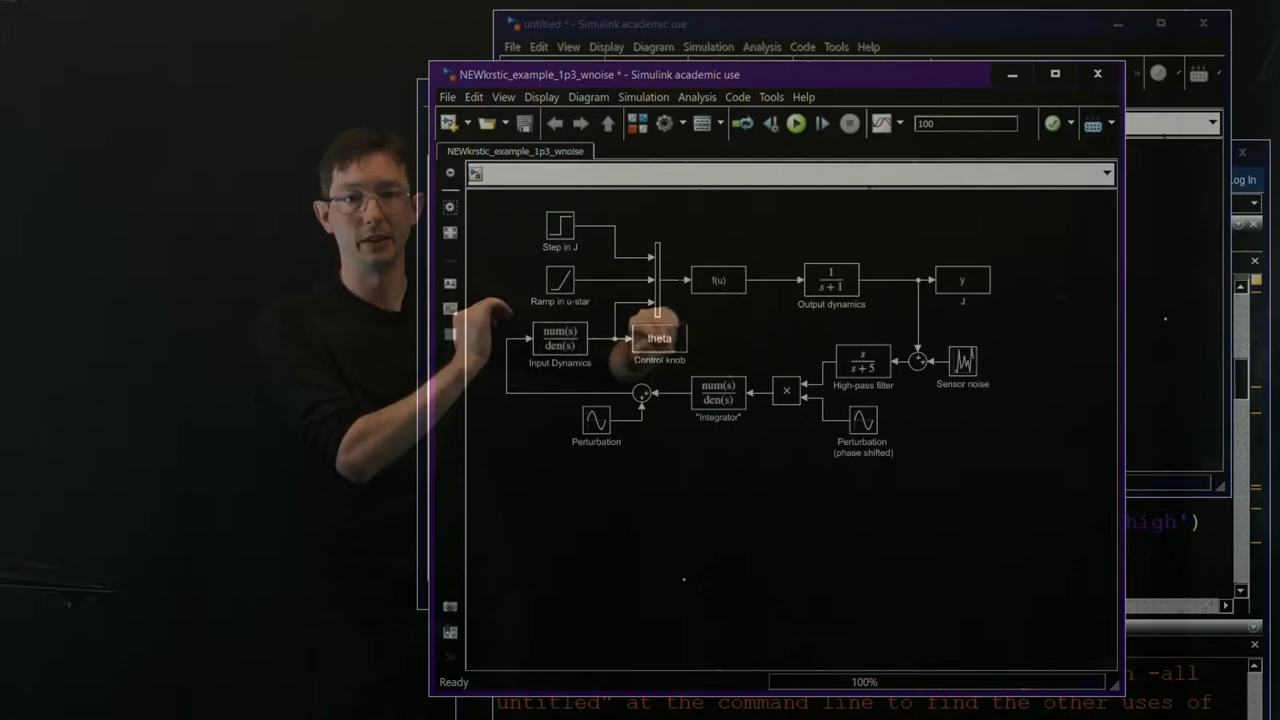 untitled * - Simulink academic use
File Edit View Display Diagram Simulation Analysis Code Tools Help
NEWkrstic_example_1p3_wnoise * - Simulink academic use
File Edit View Display Diagram Simulation Analysis Code Tools Help
100
NEWkrstic_example_1p3_wnoise
Log In
Step in J
Ramp in u-star
f(u)
1
s+1
Output dynamics
y
J
num(s)
den(s)
Input Dynamics
theta
Control knob
s
s+5
High-pass filter
Sensor noise
num(s)
den(s)
"Integrator"
×
Perturbation
Perturbation
(phase shifted)
high')
Ready
100%
-all
untitled" at the command line to find the other uses of